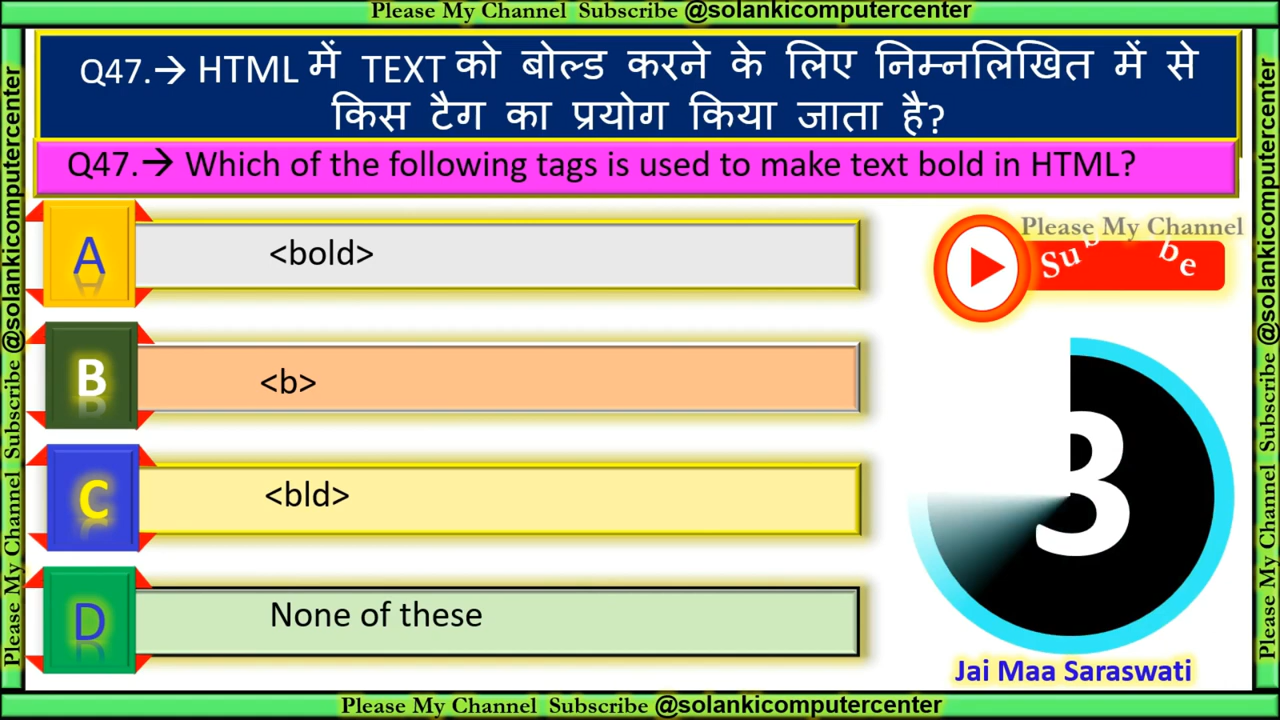 Please My Channel Subscribe @solankicomputercenter
Q47.→ HTML में TEXT को बोल्ड करने के लिए निम्नलिखित में से
किस टैग का प्रयोग किया जाता है?
Q47.→ Which of the following tags is used to make text bold in HTML?
A
<bold>
B
<b>
C
<bld>
D
None of these
Please My Channel
Su b be
3
Jai Maa Saraswati
Please My Channel Subscribe @solankicomputercenter
Please My Channel Subscribe @solankicomputercenter
Please My Channel Subscribe @solankicomputercenter